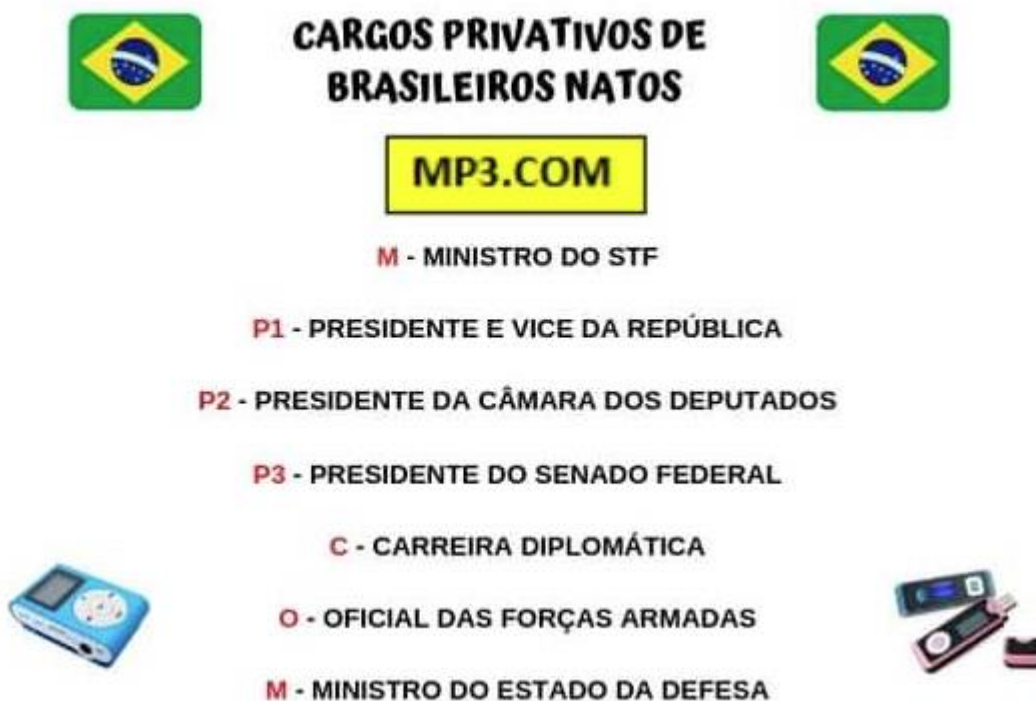 CARGOS PRIVATIVOS DE
BRASILEIROS NATOS
MP3.COM
M - MINISTRO DO STF
P1 - PRESIDENTE E VICE DA REPÚBLICA
P2 - PRESIDENTE DA CÂMARA DOS DEPUTADOS
P3 - PRESIDENTE DO SENADO FEDERAL
C - CARREIRA DIPLOMÁTICA
O - OFICIAL DAS FORÇAS ARMADAS
M - MINISTRO DO ESTADO DA DEFESA